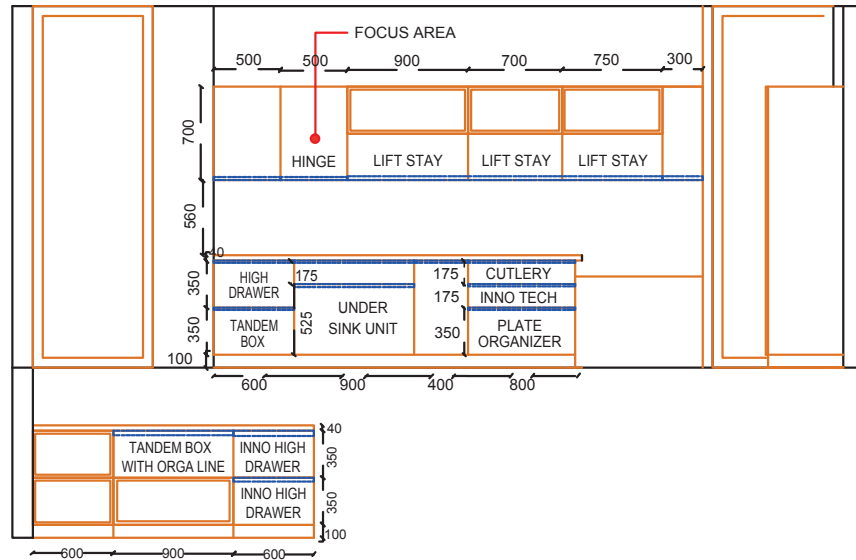 FOCUS AREA
500 500 900 700 750 300
700
HINGE LIFT STAY LIFT STAY LIFT STAY
560
40
HIGH
DRAWER
175
175
CUTLERY
350
175
INNO TECH
UNDER
SINK UNIT
525
TANDEM
BOX
350
350
PLATE
ORGANIZER
100
600 900 400 800
40
TANDEM BOX
WITH ORGA LINE
INNO HIGH
DRAWER
350
INNO HIGH
DRAWER
350
100
600 900 600